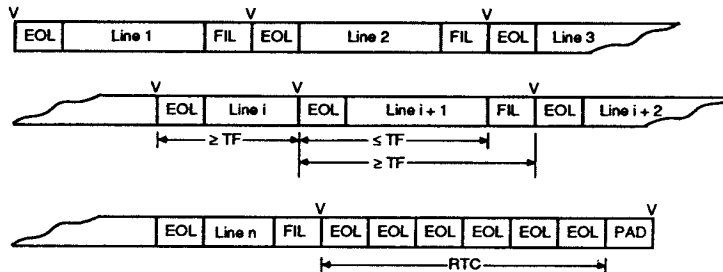 V V V
EOL Line 1 FIL EOL Line 2 FIL EOL Line 3
V V V
EOL Line i EOL Line i + 1 FIL EOL Line i + 2
≥ TF ≤ TF
≥ TF
V V
EOL Line n FIL EOL EOL EOL EOL EOL EOL PAD
RTC